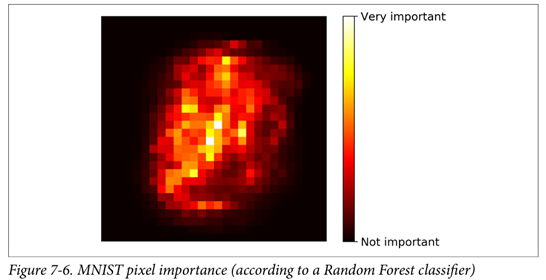 Very important
Not important
Figure 7-6. MNIST pixel importance (according to a Random Forest classifier)